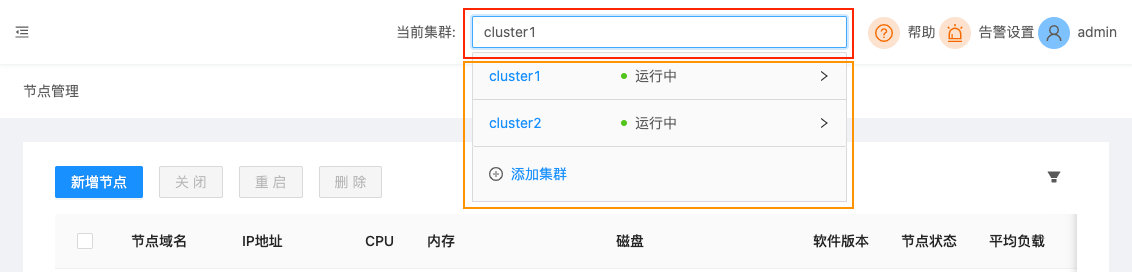 当前集群: cluster1 帮助 告警设置 admin
cluster1 运行中
节点管理
cluster2 运行中
添加集群
新增节点 关 闭 重 启 删 除
节点域名 IP地址 CPU 内存 磁盘 软件版本 节点状态 平均负载